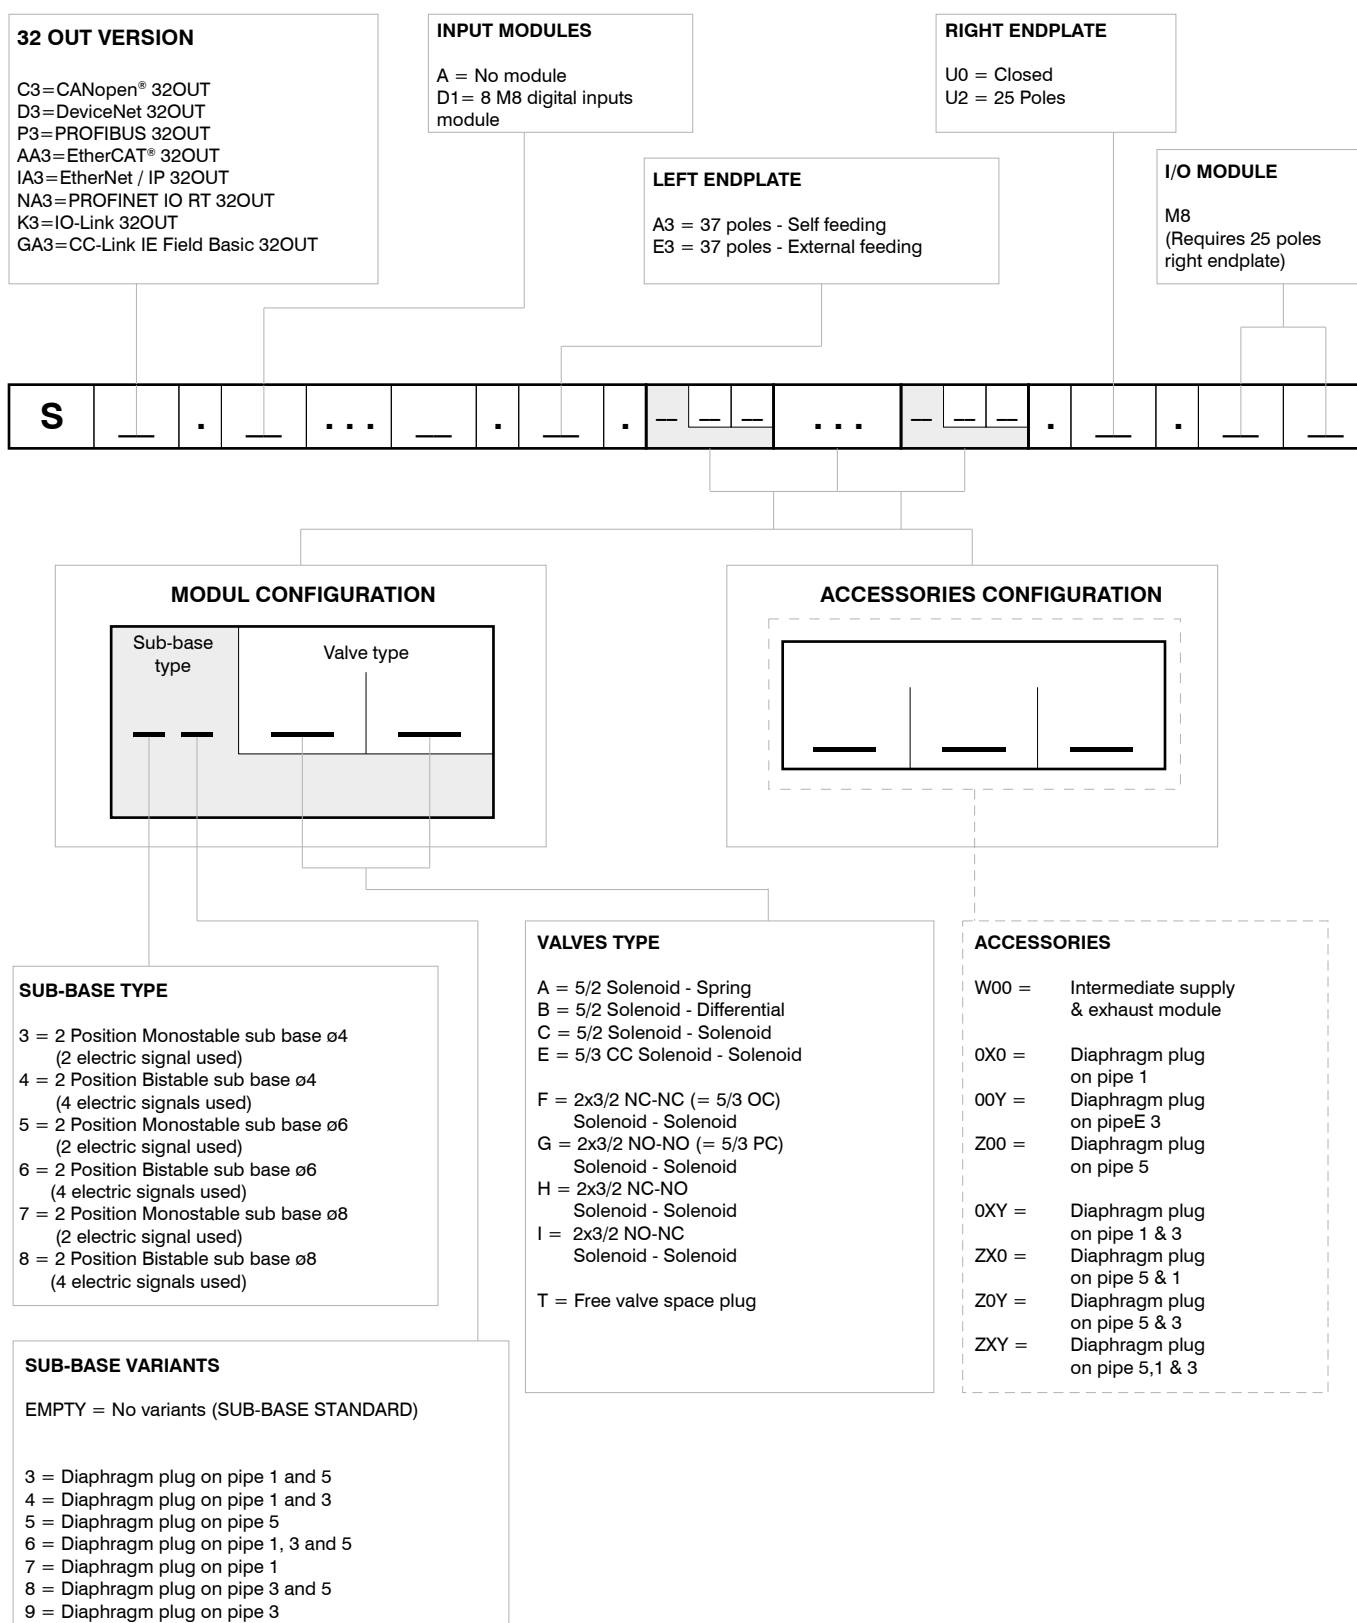 32 OUT VERSION
C3=CANopen® 32OUT
D3=DeviceNet 32OUT
P3=PROFIBUS 32OUT
AA3=EtherCAT® 32OUT
IA3=EtherNet / IP 32OUT
NA3=PROFINET IO RT 32OUT
K3=IO-Link 32OUT
GA3=CC-Link IE Field Basic 32OUT
INPUT MODULES
A = No module
D1= 8 M8 digital inputs
module
LEFT ENDPLATE
A3 = 37 poles - Self feeding
E3 = 37 poles - External feeding
RIGHT ENDPLATE
U0 = Closed
U2 = 25 Poles
I/O MODULE
M8
(Requires 25 poles
right endplate)
S __ . __ ... __ . __ . __ __ __ ... __ __ __ . __ . __ __
MODUL CONFIGURATION
Sub-base
type
Valve type
ACCESSORIES CONFIGURATION
SUB-BASE TYPE
3 = 2 Position Monostable sub base ø4
(2 electric signal used)
4 = 2 Position Bistable sub base ø4
(4 electric signals used)
5 = 2 Position Monostable sub base ø6
(2 electric signal used)
6 = 2 Position Bistable sub base ø6
(4 electric signals used)
7 = 2 Position Monostable sub base ø8
(2 electric signal used)
8 = 2 Position Bistable sub base ø8
(4 electric signals used)
SUB-BASE VARIANTS
EMPTY = No variants (SUB-BASE STANDARD)
3 = Diaphragm plug on pipe 1 and 5
4 = Diaphragm plug on pipe 1 and 3
5 = Diaphragm plug on pipe 5
6 = Diaphragm plug on pipe 1, 3 and 5
7 = Diaphragm plug on pipe 1
8 = Diaphragm plug on pipe 3 and 5
9 = Diaphragm plug on pipe 3
VALVES TYPE
A = 5/2 Solenoid - Spring
B = 5/2 Solenoid - Differential
C = 5/2 Solenoid - Solenoid
E = 5/3 CC Solenoid - Solenoid
F = 2x3/2 NC-NC (= 5/3 OC)
Solenoid - Solenoid
G = 2x3/2 NO-NO (= 5/3 PC)
Solenoid - Solenoid
H = 2x3/2 NC-NO
Solenoid - Solenoid
I = 2x3/2 NO-NC
Solenoid - Solenoid
T = Free valve space plug
ACCESSORIES
W00 = Intermediate supply
& exhaust module
0X0 = Diaphragm plug
on pipe 1
00Y = Diaphragm plug
on pipeE 3
Z00 = Diaphragm plug
on pipe 5
0XY = Diaphragm plug
on pipe 1 & 3
ZX0 = Diaphragm plug
on pipe 5 & 1
Z0Y = Diaphragm plug
on pipe 5 & 3
ZXY = Diaphragm plug
on pipe 5,1 & 3